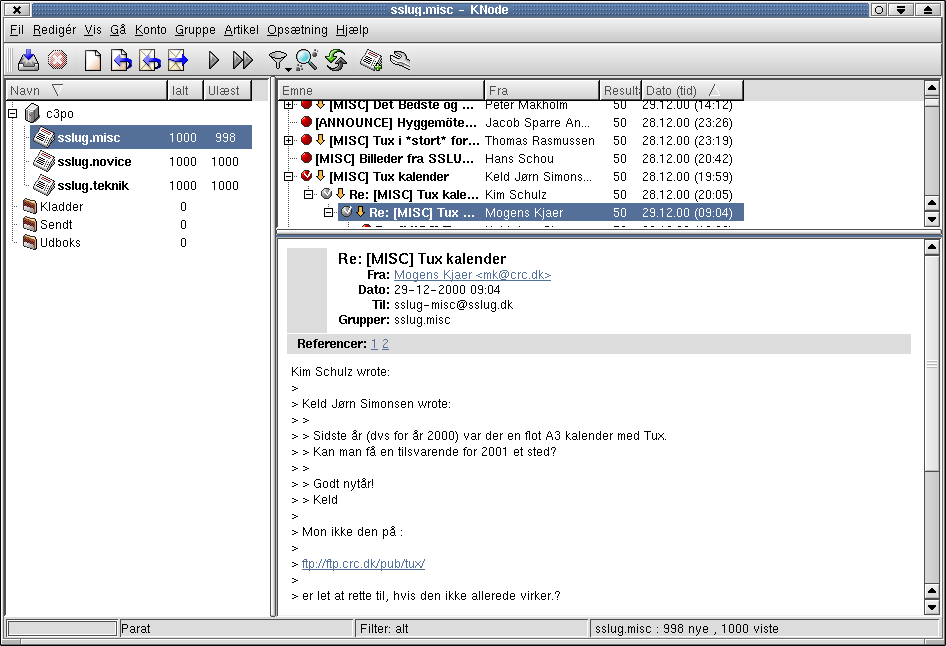 sslug.misc - KNode
Fil Redigér Vis Gå Konto Gruppe Artikel Opsætning Hjælp
Navn Ialt Ulæst
c3po
sslug.misc 1000 998
sslug.novice 1000 1000
sslug.teknik 1000 1000
Kladder 0
Sendt 0
Udboks 0
Emne Fra Result Dato (tid)
[MISC] Det Bedste og ... Peter Makholm 50 29.12.00 (14:12)
[ANNOUNCE] Hyggemöte... Jacob Sparre An... 50 28.12.00 (23:26)
[MISC] Tux i *stort* for... Thomas Rasmussen 50 28.12.00 (23:19)
[MISC] Billeder fra SSLU... Hans Schou 50 28.12.00 (20:42)
[MISC] Tux kalender Keld Jørn Simons... 50 28.12.00 (19:59)
Re: [MISC] Tux kale... Kim Schulz 50 28.12.00 (20:05)
Re: [MISC] Tux ... Mogens Kjaer 50 29.12.00 (09:04)
Re: [MISC] Tux kalender
Fra: Mogens Kjaer <mk@crc.dk>
Dato: 29-12-2000 09:04
Til: sslug-misc@sslug.dk
Grupper: sslug.misc
Referencer: 1 2
Kim Schulz wrote:
>
> Keld Jørn Simonsen wrote:
> >
> > Sidste år (dvs for år 2000) var der en flot A3 kalender med Tux.
> > Kan man få en tilsvarende for 2001 et sted?
> >
> > Godt nytår!
> > Keld
>
> Mon ikke den på :
>
> ftp://ftp.crc.dk/pub/tux/
>
> er let at rette til, hvis den ikke allerede virker.?
Parat
Filter: alt
sslug.misc : 998 nye , 1000 viste